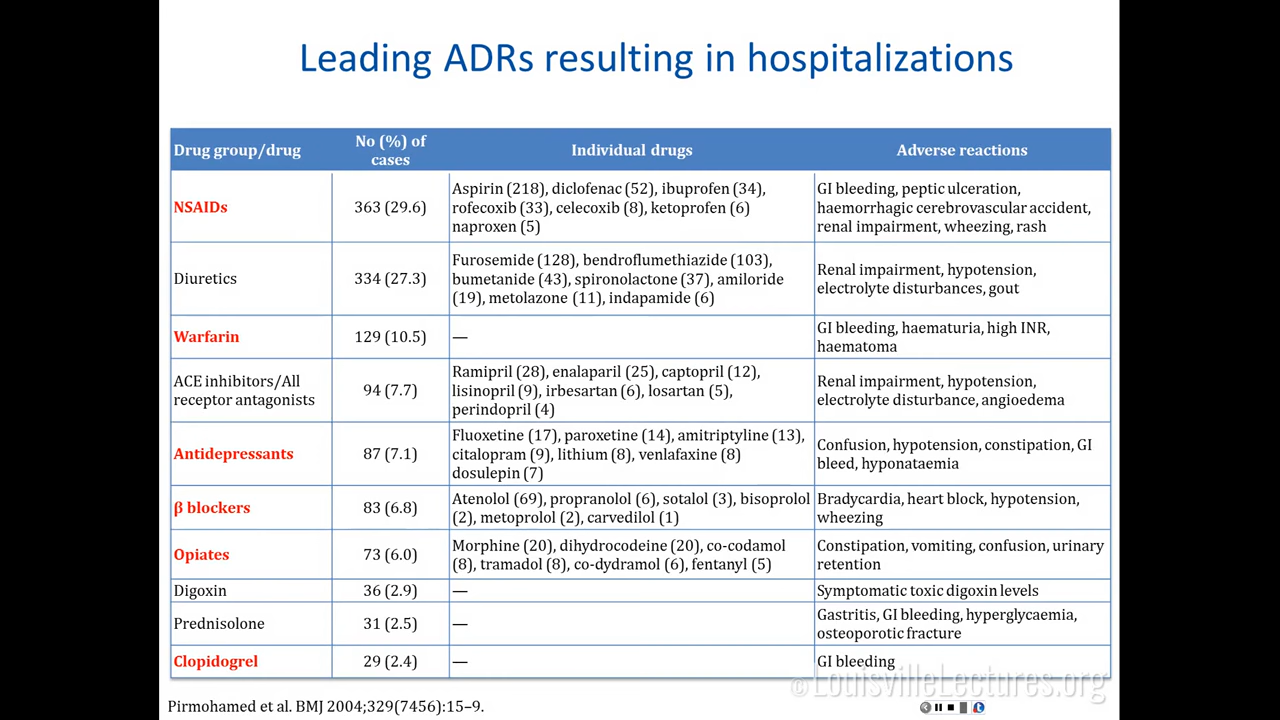 Leading ADRs resulting in hospitalizations
Drug group/drug
No (%) of
cases
Individual drugs
Adverse reactions
NSAIDs
363 (29.6)
Aspirin (218), diclofenac (52), ibuprofen (34),
rofecoxib (33), celecoxib (8), ketoprofen (6)
naproxen (5)
GI bleeding, peptic ulceration,
haemorrhagic cerebrovascular accident,
renal impairment, wheezing, rash
Diuretics
334 (27.3)
Furosemide (128), bendroflumethiazide (103),
bumetanide (43), spironolactone (37), amiloride
(19), metolazone (11), indapamide (6)
Renal impairment, hypotension,
electrolyte disturbances, gout
Warfarin
129 (10.5)
—
GI bleeding, haematuria, high INR,
haematoma
ACE inhibitors/All
receptor antagonists
94 (7.7)
Ramipril (28), enalaparil (25), captopril (12),
lisinopril (9), irbesartan (6), losartan (5),
perindopril (4)
Renal impairment, hypotension,
electrolyte disturbance, angioedema
Antidepressants
87 (7.1)
Fluoxetine (17), paroxetine (14), amitriptyline (13),
citalopram (9), lithium (8), venlafaxine (8)
dosulepin (7)
Confusion, hypotension, constipation, GI
bleed, hyponataemia
β blockers
83 (6.8)
Atenolol (69), propranolol (6), sotalol (3), bisoprolol
(2), metoprolol (2), carvedilol (1)
Bradycardia, heart block, hypotension,
wheezing
Opiates
73 (6.0)
Morphine (20), dihydrocodeine (20), co-codamol
(8), tramadol (8), co-dydramol (6), fentanyl (5)
Constipation, vomiting, confusion, urinary
retention
Digoxin
36 (2.9)
—
Symptomatic toxic digoxin levels
Prednisolone
31 (2.5)
—
Gastritis, GI bleeding, hyperglycaemia,
osteoporotic fracture
Clopidogrel
29 (2.4)
—
GI bleeding
©LouisvilleLectures.org
Pirmohamed et al. BMJ 2004;329(7456):15–9.